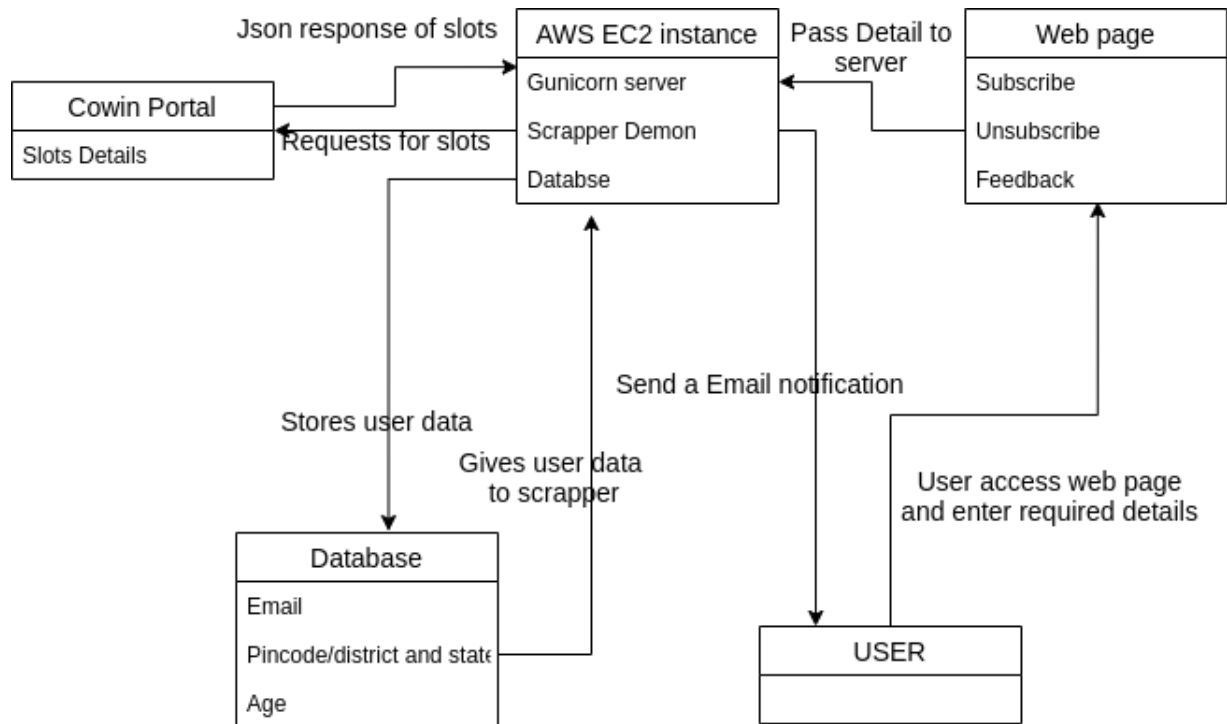 Json response of slots
AWS EC2 instance
Pass Detail to
server
Web page
Gunicorn server
Subscribe
Cowin Portal
Requests for slots
Scrapper Demon
Unsubscribe
Slots Details
Databse
Feedback
Send a Email notification
Stores user data
Gives user data
to scrapper
User access web page
and enter required details
Database
Email
Pincode/district and state
Age
USER